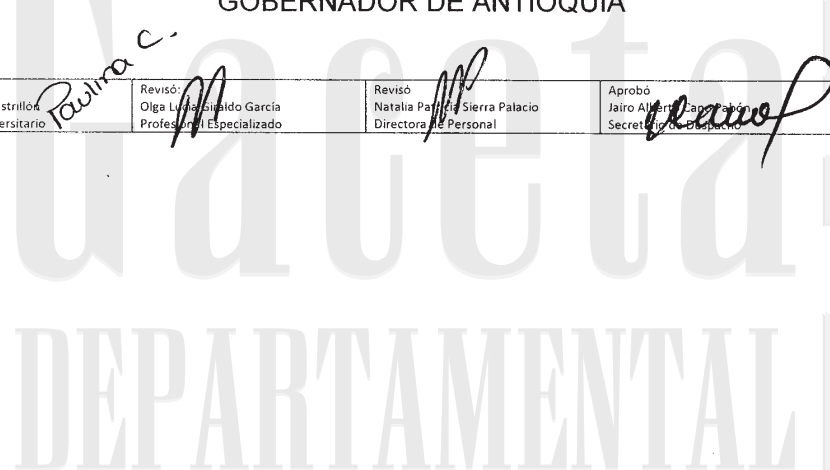 GOBERNADOR DE ANTIOQUIA
Paulina C.
strillón
ersitario
Revisó:
Olga Lucía Giraldo García
Profesional Especializado
Revisó
Natalia Patricia Sierra Palacio
Directora de Personal
Aprobó
Jairo Alberto Cano Pabón
Secretario de Despacho
Gaceta
DEPARTAMENTAL